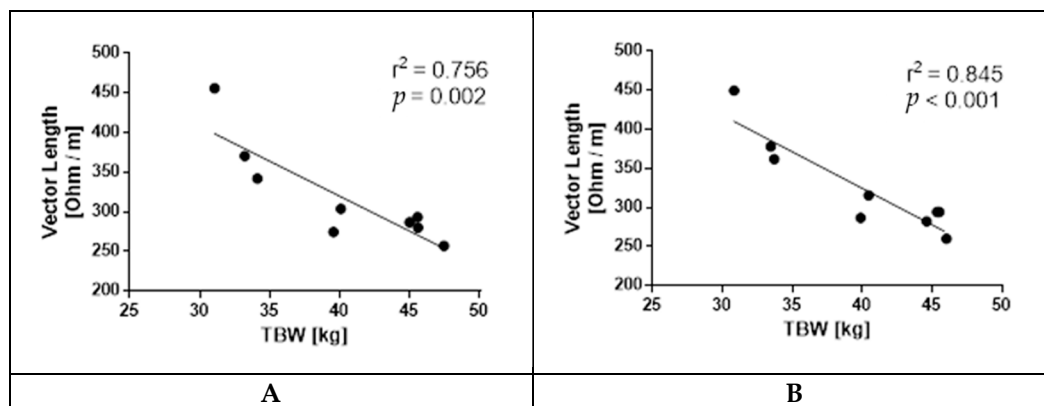 500
450
400
350
300
250
200
25
30
35
40
45
50
Vector Length
[Ohm / m]
TBW [kg]
r² = 0.756
p = 0.002
A
500
450
400
350
300
250
200
25
30
35
40
45
50
Vector Length
[Ohm / m]
TBW [kg]
r² = 0.845
p < 0.001
B